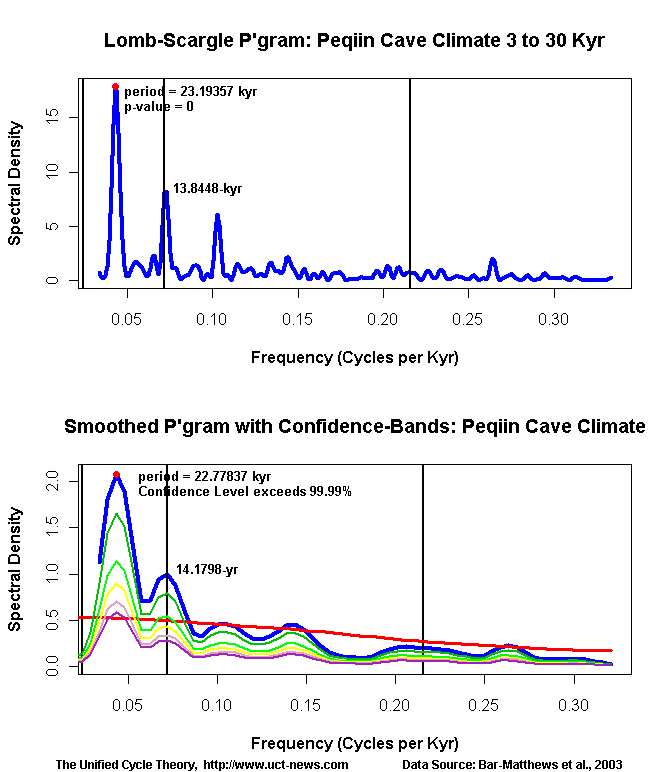 Lomb-Scargle P'gram: Peqiin Cave Climate 3 to 30 Kyr
period = 23.19357 kyr
p-value = 0
13.8448-kyr
Spectral Density
15
10
5
0
0.05 0.10 0.15 0.20 0.25 0.30
Frequency (Cycles per Kyr)
Smoothed P'gram with Confidence-Bands: Peqiin Cave Climate
period = 22.77837 kyr
Confidence Level exceeds 99.99%
14.1798-yr
Spectral Density
2.0
1.5
1.0
0.5
0.0
0.05 0.10 0.15 0.20 0.25 0.30
Frequency (Cycles per Kyr)
The Unified Cycle Theory, http://www.uct-news.com Data Source: Bar-Matthews et al., 2003